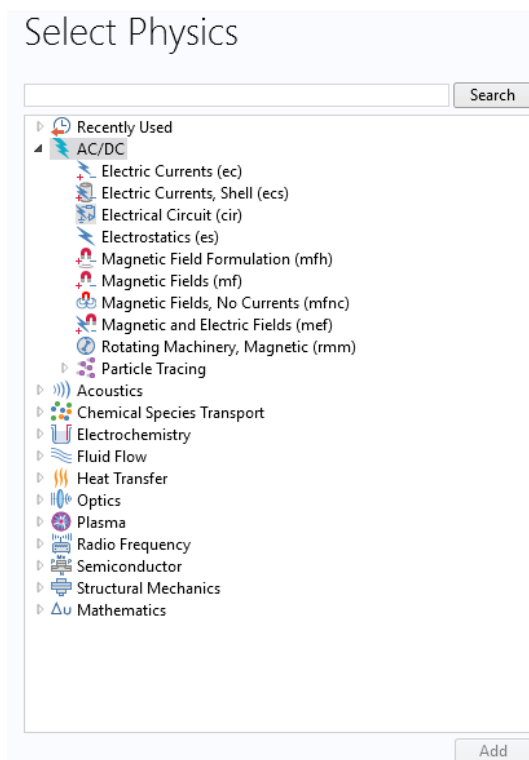 Select Physics
Search
Recently Used
AC/DC
Electric Currents (ec)
Electric Currents, Shell (ecs)
Electrical Circuit (cir)
Electrostatics (es)
Magnetic Field Formulation (mfh)
Magnetic Fields (mf)
Magnetic Fields, No Currents (mfnc)
Magnetic and Electric Fields (mef)
Rotating Machinery, Magnetic (rmm)
Particle Tracing
Acoustics
Chemical Species Transport
Electrochemistry
Fluid Flow
Heat Transfer
Optics
Plasma
Radio Frequency
Semiconductor
Structural Mechanics
Δu Mathematics
Add